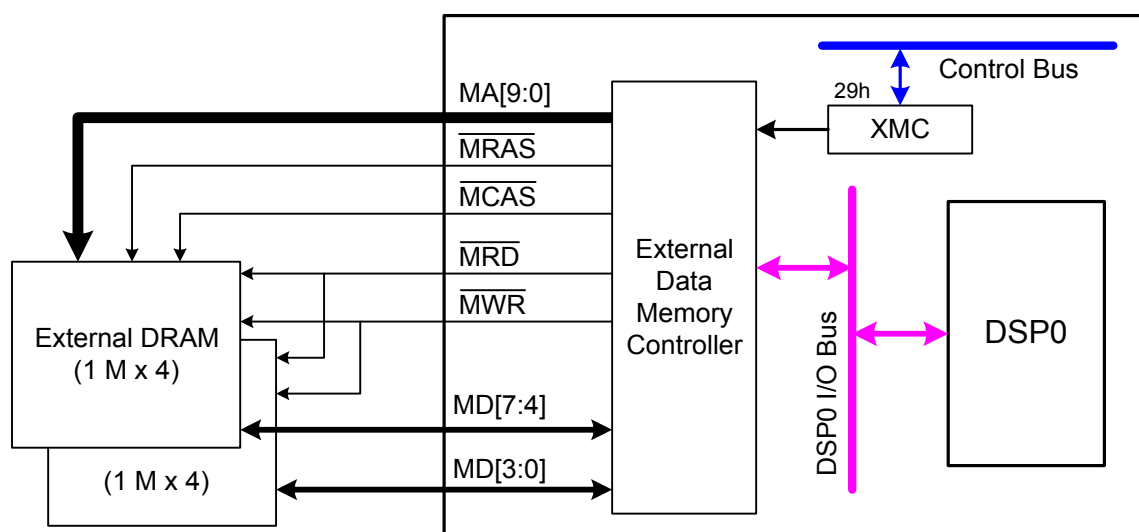 MA[9:0]
MRAS
MCAS
MRD
MWR
External DRAM
(1 M x 4)
(1 M x 4)
MD[7:4]
MD[3:0]
External
Data
Memory
Controller
Control Bus
29h
XMC
DSP0 I/O Bus
DSP0